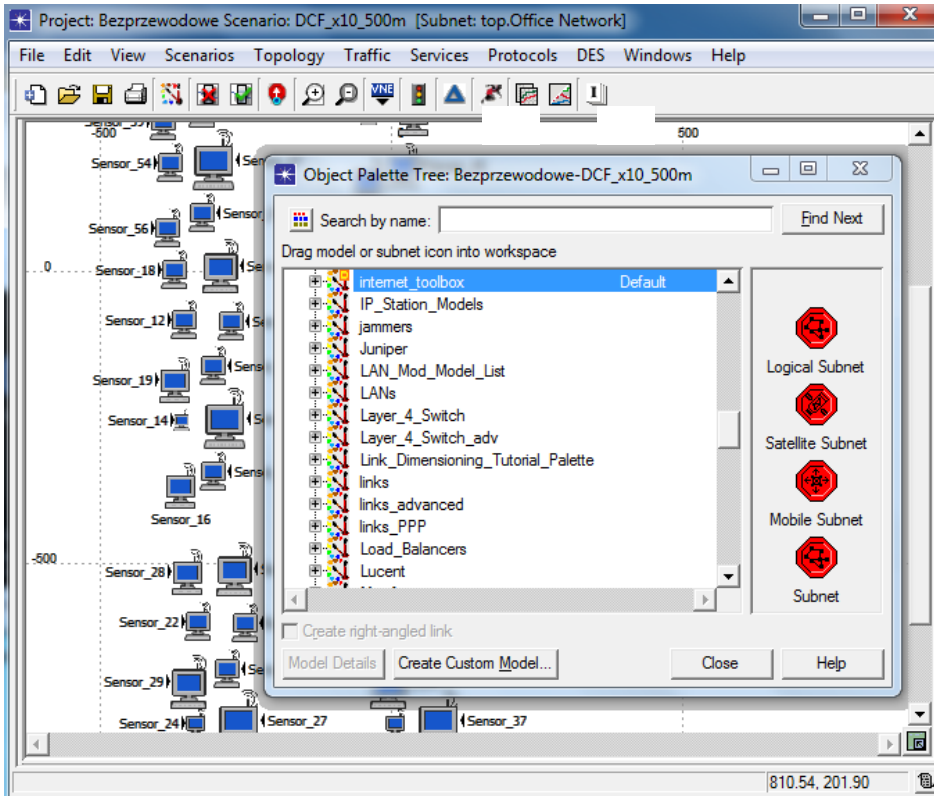 Project: Bezprzewodowe Scenario: DCF_x10_500m [Subnet: top.Office Network]
File Edit View Scenarios Topology Traffic Services Protocols DES Windows Help
VNE
-500
500
Sensor_54
Sensor_56
0
Sensor_18
Sensor_12
Sensor_19
Sensor_14
Sensor_16
-500
Sensor_28
Sensor_22
Sensor_29
Sensor_24
Sensor_27
Sensor_37
Object Palette Tree: Bezprzewodowe-DCF_x10_500m
Search by name:
Find Next
Drag model or subnet icon into workspace
internet_toolbox Default
IP_Station_Models
jammers
Juniper
LAN_Mod_Model_List
LANs
Layer_4_Switch
Layer_4_Switch_adv
Link_Dimensioning_Tutorial_Palette
links
links_advanced
links_PPP
Load_Balancers
Lucent
Logical Subnet
Satellite Subnet
Mobile Subnet
Subnet
Create right-angled link
Model Details
Create Custom Model...
Close
Help
810.54, 201.90